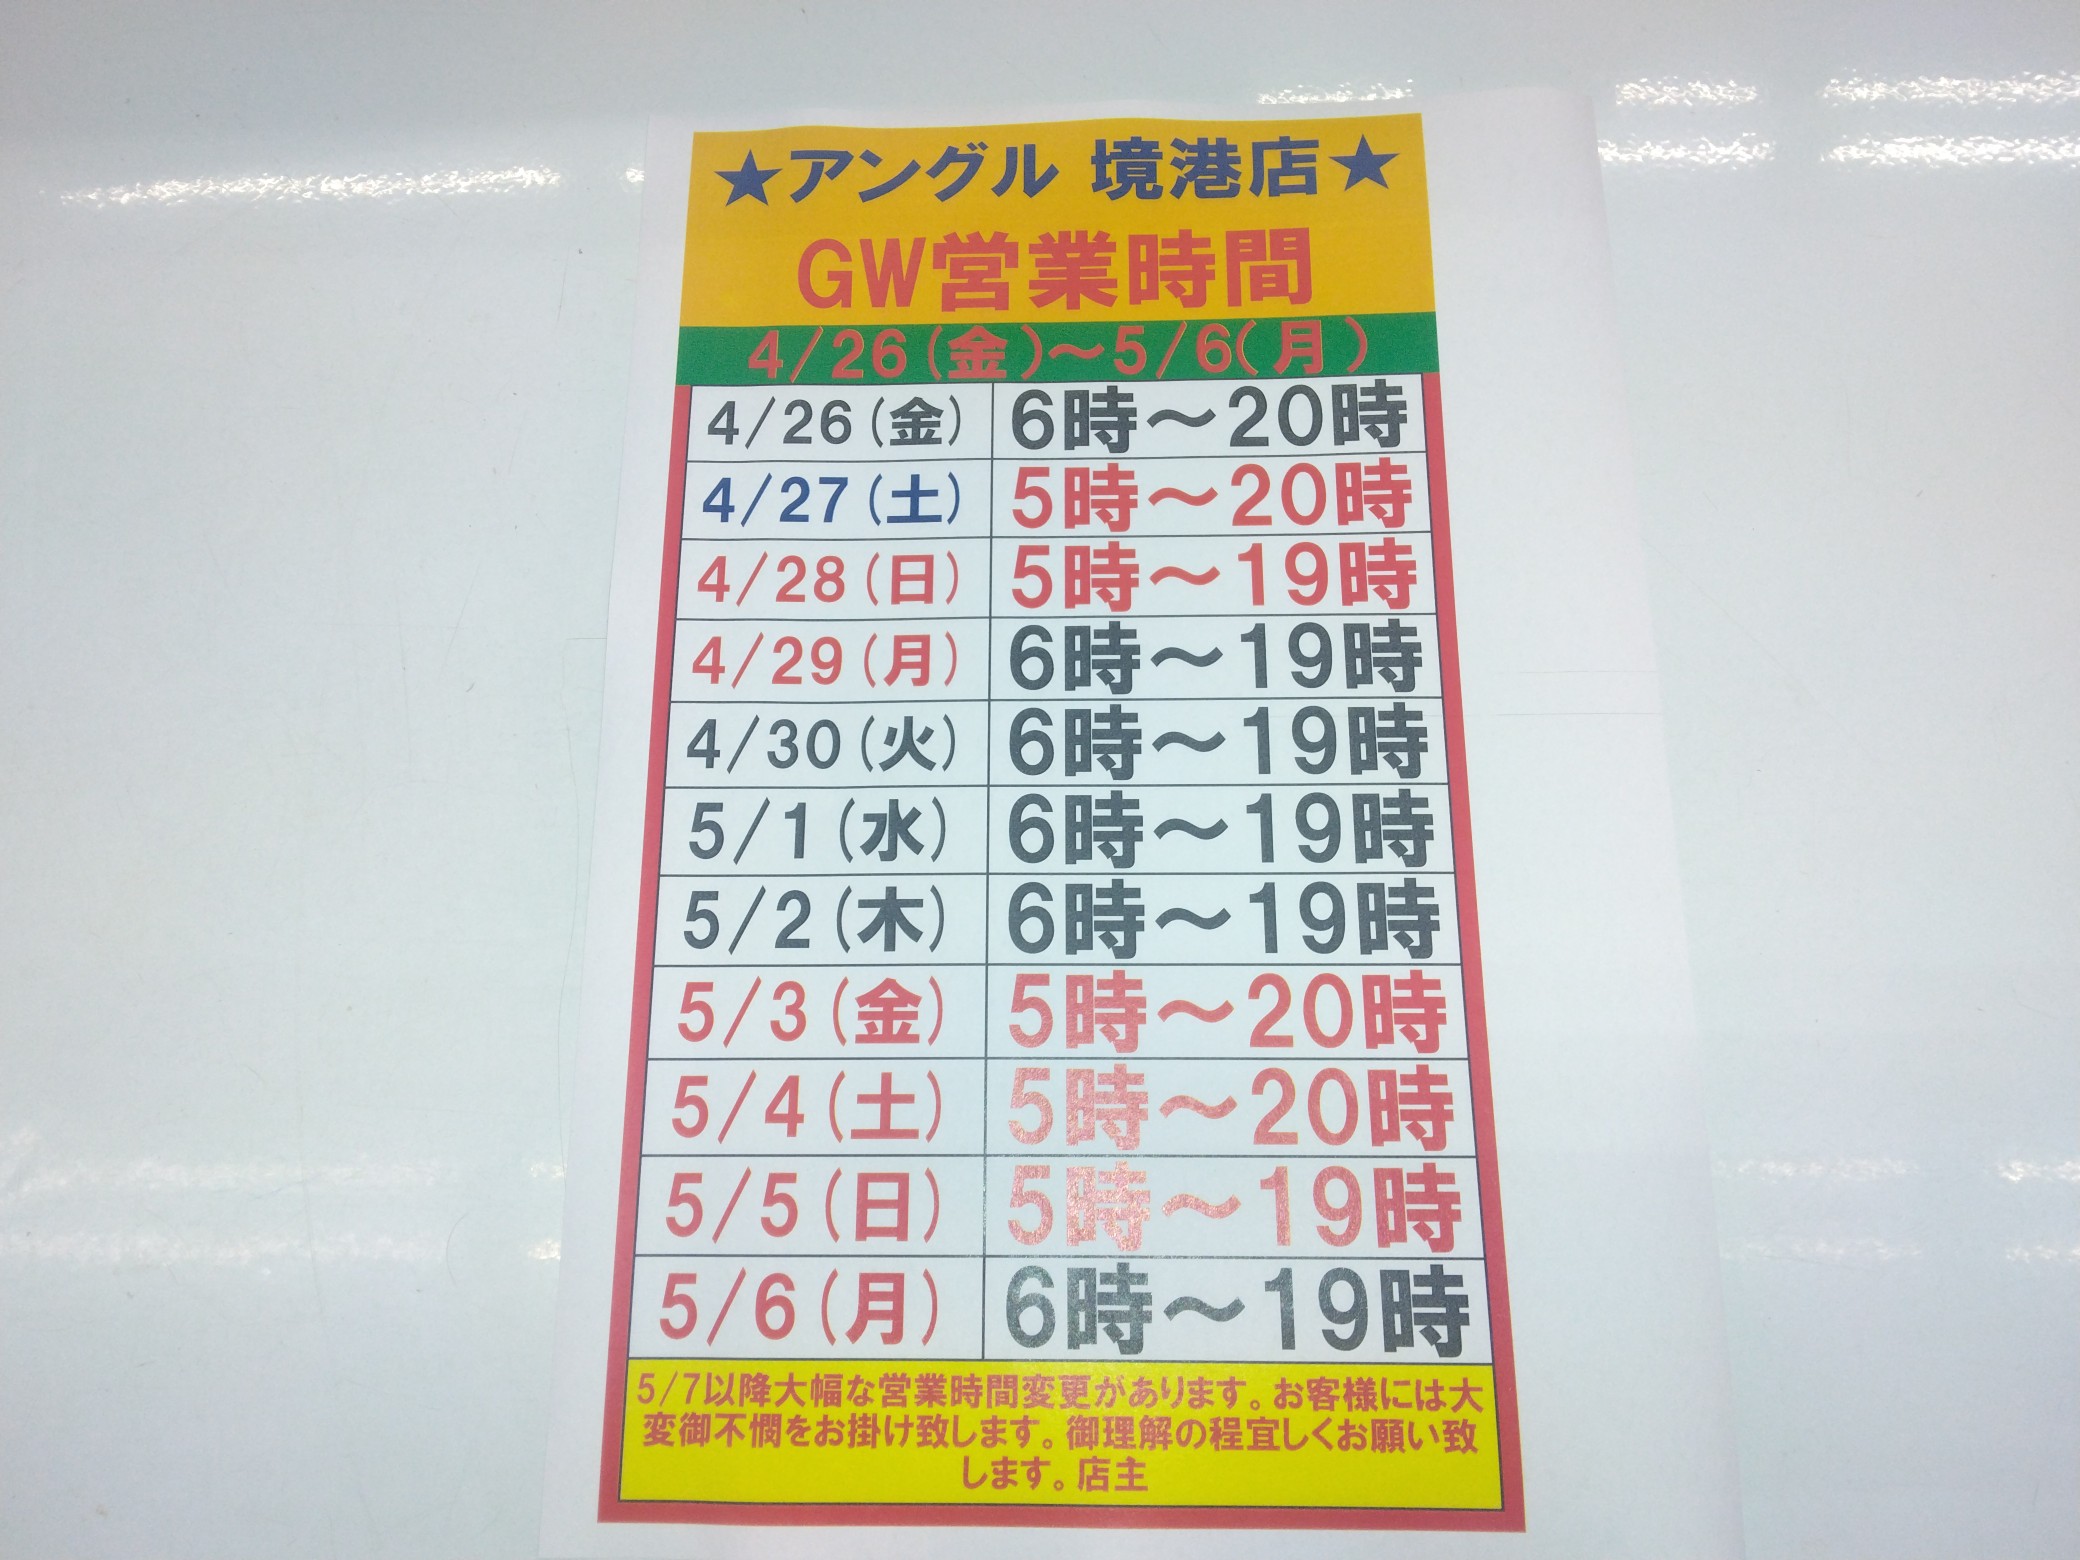 ★アングル 境港店★
GW営業時間
4/26(金)～5/6(月)
4/26(金) 6時～20時
4/27(土) 5時～20時
4/28(日) 5時～19時
4/29(月) 6時～19時
4/30(火) 6時～19時
5/1(水) 6時～19時
5/2(木) 6時～19時
5/3(金) 5時～20時
5/4(土) 5時～20時
5/5(日) 5時～19時
5/6(月) 6時～19時
5/7以降大幅な営業時間変更があります。お客様には大
変御不憫をお掛け致します。御理解の程宜しくお願い致
します。店主